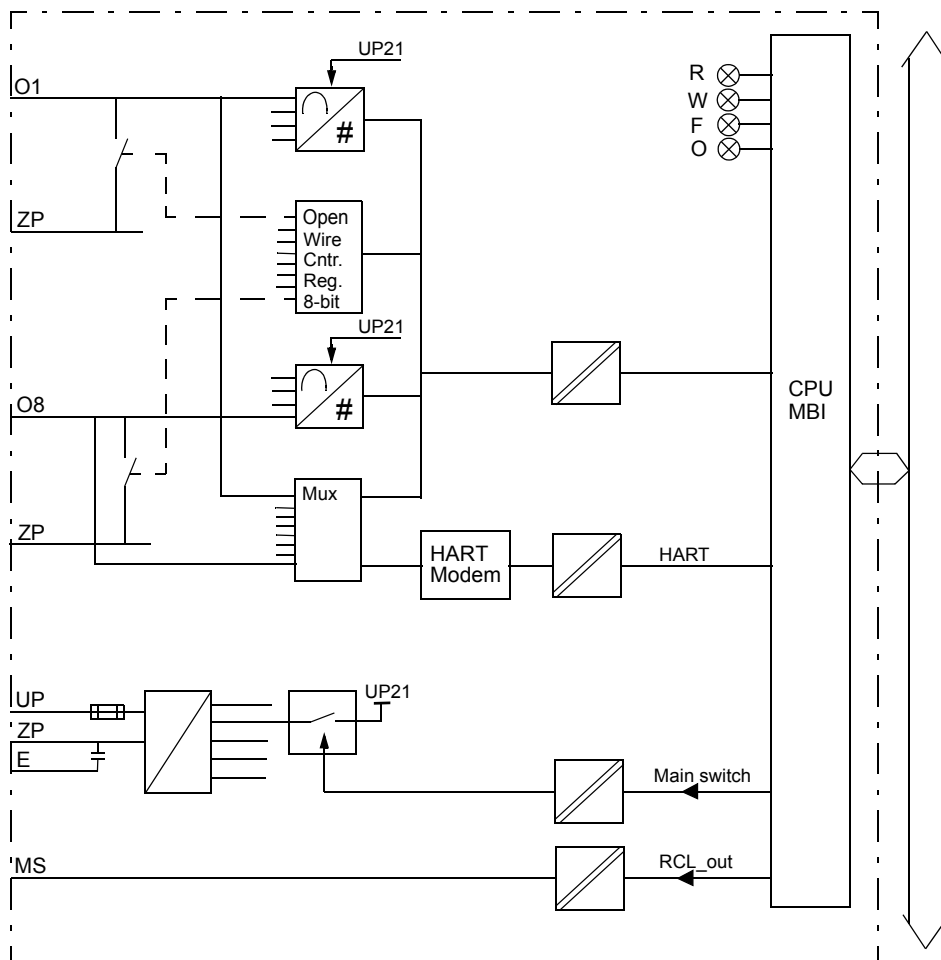 UP21
O1
R
W
F
O
#
ZP
Open
Wire
Cntr.
Reg.
8-bit
UP21
#
O8
CPU
MBI
Mux
ZP
HART
Modem
HART
UP
UP21
ZP
E
Main switch
MS
RCL_out